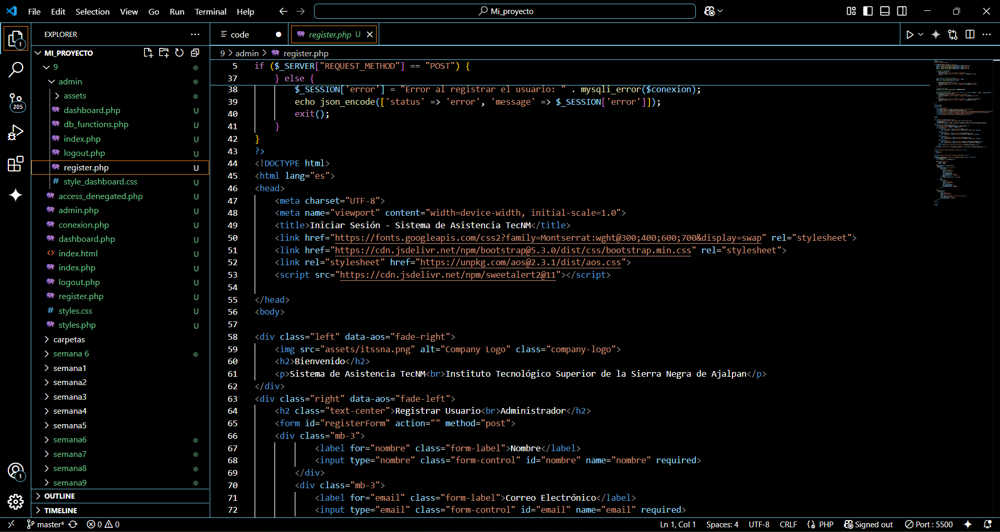 File Edit Selection View Go Run Terminal Help Mi_proyecto
EXPLORER
code register.php U
MI_PROYECTO
9 > admin > register.php
9
admin
assets
dashboard.php U
db_functions.php U
index.php U
logout.php U
register.php U
style_dashboard.css U
access_denegated.php U
admin.php U
conexion.php U
dashboard.php U
index.html U
index.php U
logout.php U
register.php U
styles.css U
styles.php U
carpetas
semana 6
semana1
semana2
semana3
semana4
semana5
semana6
semana7
semana8
semana9
OUTLINE
TIMELINE
1
205
1
5 if ($_SERVER["REQUEST_METHOD"] == "POST") {
37 } else {
38 $_SESSION['error'] = "Error al registrar el usuario: " . mysqli_error($conexion);
39 echo json_encode(['status' => 'error', 'message' => $_SESSION['error']]);
40 exit();
41 }
42 }
43 ?>
44 <!DOCTYPE html>
45 <html lang="es">
46 <head>
47 <meta charset="UTF-8">
48 <meta name="viewport" content="width=device-width, initial-scale=1.0">
49 <title>Iniciar Sesión - Sistema de Asistencia TecNM</title>
50 <link href="https://fonts.googleapis.com/css2?family=Montserrat:wght@300;400;600;700&display=swap" rel="stylesheet">
51 <link href="https://cdn.jsdelivr.net/npm/bootstrap@5.3.0/dist/css/bootstrap.min.css" rel="stylesheet">
52 <link rel="stylesheet" href="https://unpkg.com/aos@2.3.1/dist/aos.css">
53 <script src="https://cdn.jsdelivr.net/npm/sweetalert2@11"></script>
54
55 </head>
56 <body>
57
58 <div class="left" data-aos="fade-right">
59 <img src="assets/itssna.png" alt="Company Logo" class="company-logo">
60 <h2>Bienvenido</h2>
61 <p>Sistema de Asistencia TecNM<br>Instituto Tecnológico Superior de la Sierra Negra de Ajalpan</p>
62 </div>
63 <div class="right" data-aos="fade-left">
64 <h2 class="text-center">Registrar Usuario<br>Administrador</h2>
65 <form id="registerForm" action="" method="post">
66 <div class="mb-3">
67 <label for="nombre" class="form-label">Nombre</label>
68 <input type="nombre" class="form-control" id="nombre" name="nombre" required>
69 </div>
70 <div class="mb-3">
71 <label for="email" class="form-label">Correo Electrónico</label>
72 <input type="email" class="form-control" id="email" name="email" required>
master* 0 0 Ln 1, Col 1 Spaces: 4 UTF-8 CRLF PHP Signed out Port : 5500